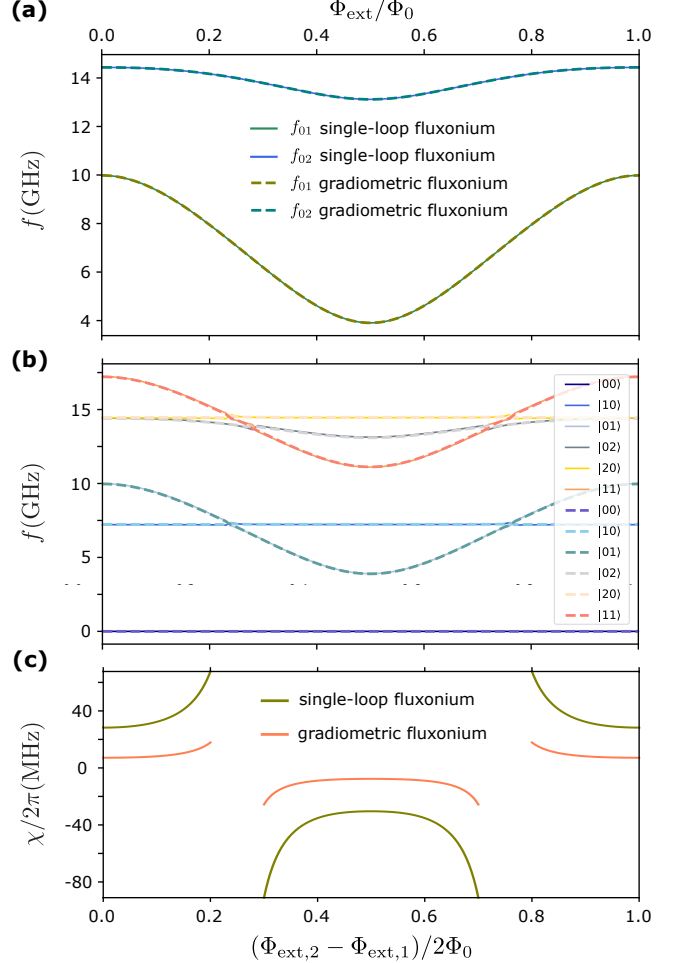 (a)
Φext/Φ0
0.0 0.2 0.4 0.6 0.8 1.0
14
12
10
8
6
4
f(GHz)
f01 single-loop fluxonium
f02 single-loop fluxonium
f01 gradiometric fluxonium
f02 gradiometric fluxonium
(b)
15
10
5
0
f(GHz)
|00⟩
|10⟩
|01⟩
|02⟩
|20⟩
|11⟩
|00⟩
|10⟩
|01⟩
|02⟩
|20⟩
|11⟩
(c)
40
0
-40
-80
χ/2π(MHz)
single-loop fluxonium
gradiometric fluxonium
0.0 0.2 0.4 0.6 0.8 1.0
(Φext,2 − Φext,1)/2Φ0